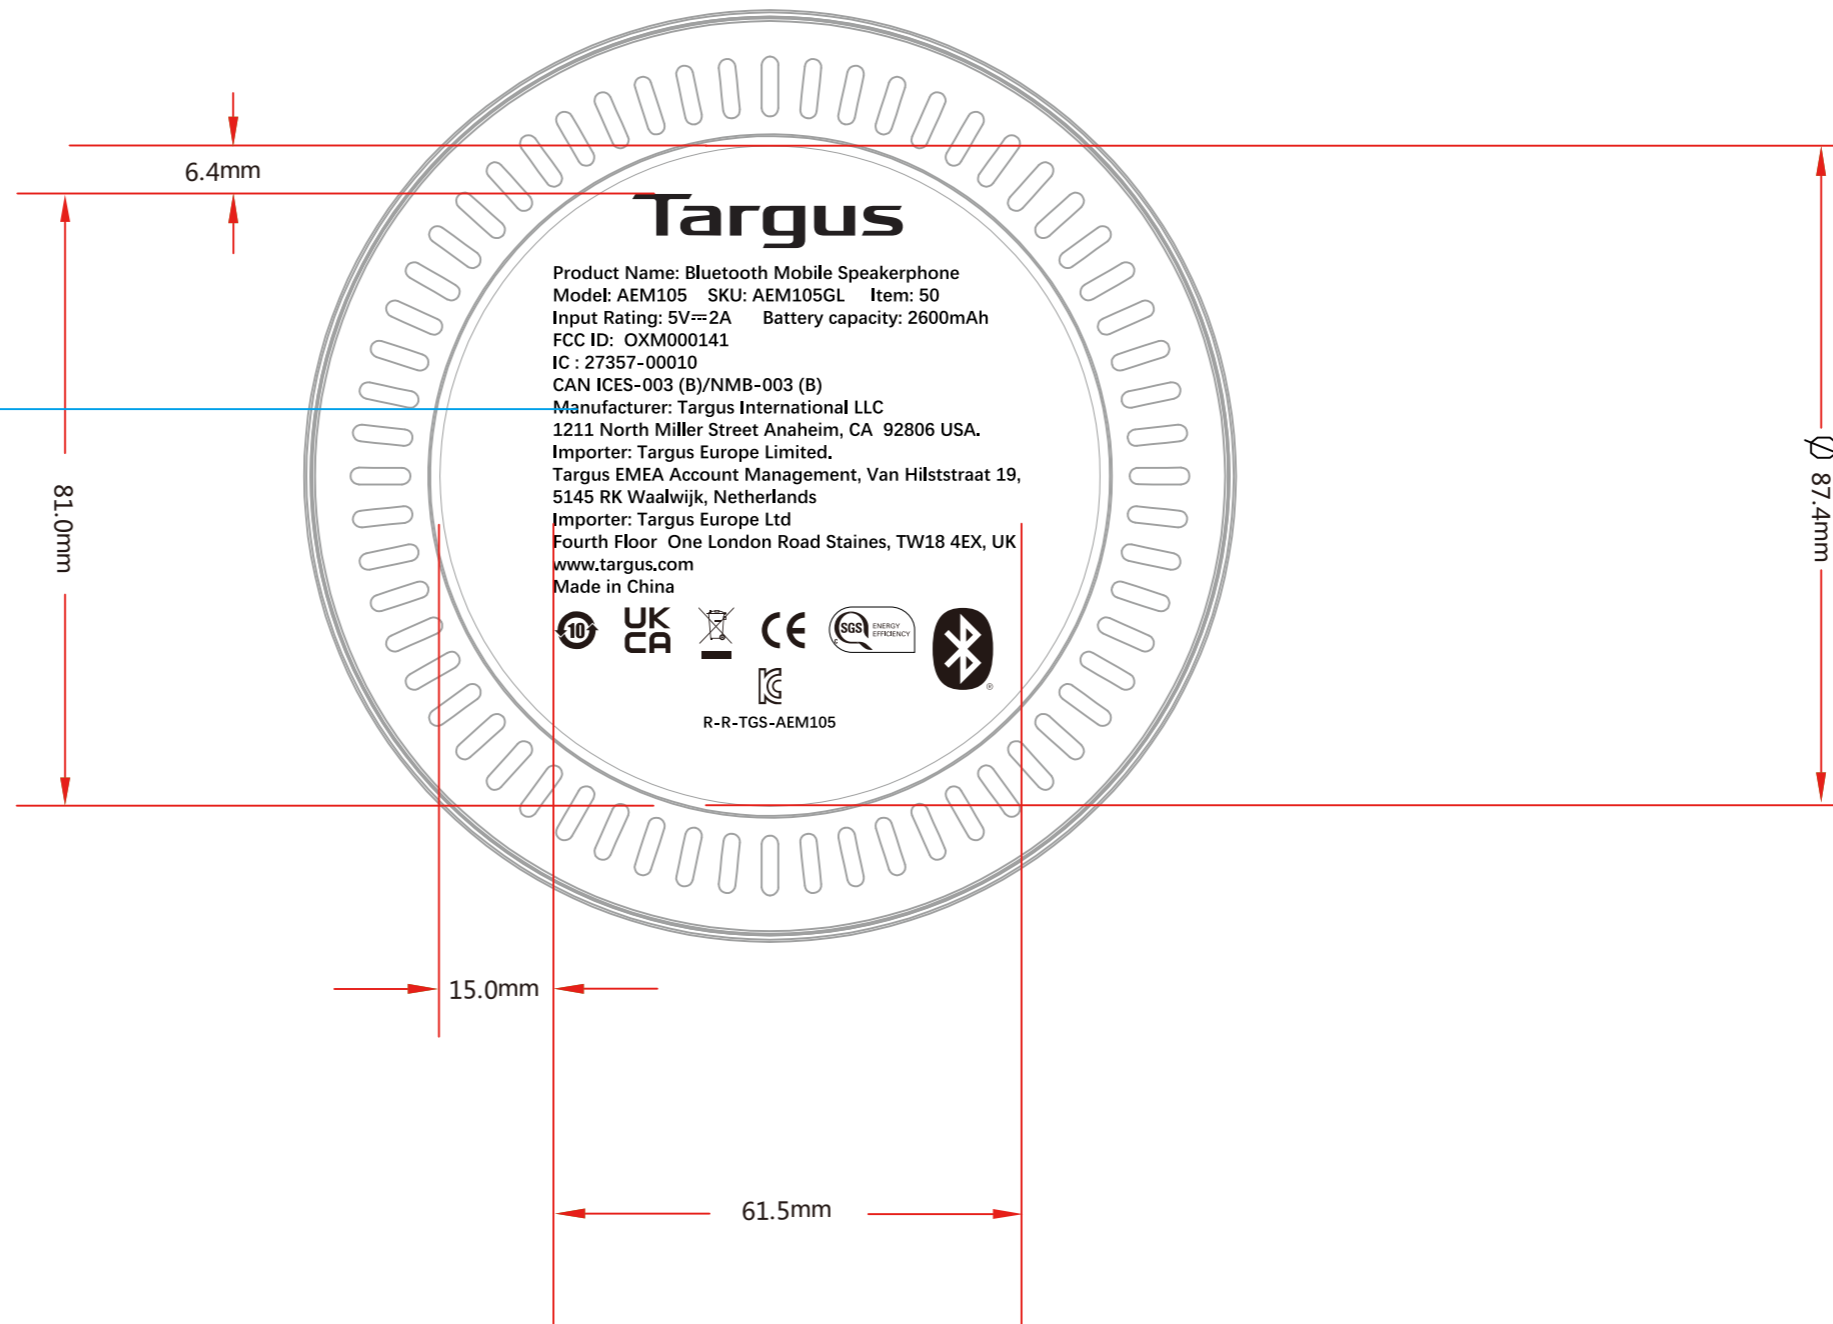 6.4mm
Targus
Product Name: Bluetooth Mobile Speakerphone
Model: AEM105 SKU: AEM105GL Item: 50
Input Rating: 5V⎓2A Battery capacity: 2600mAh
FCC ID: OXM000141
IC : 27357-00010
CAN ICES-003 (B)/NMB-003 (B)
Manufacturer: Targus International LLC
1211 North Miller Street Anaheim, CA 92806 USA.
Importer: Targus Europe Limited.
Targus EMEA Account Management, Van Hilststraat 19,
5145 RK Waalwijk, Netherlands
Importer: Targus Europe Ltd
Fourth Floor One London Road Staines, TW18 4EX, UK
www.targus.com
Made in China
81.0mm
∅ 87.4mm
10
UK
CA
CE
SGS
ENERGY
EFFICIENCY
c
®
R-R-TGS-AEM105
15.0mm
61.5mm